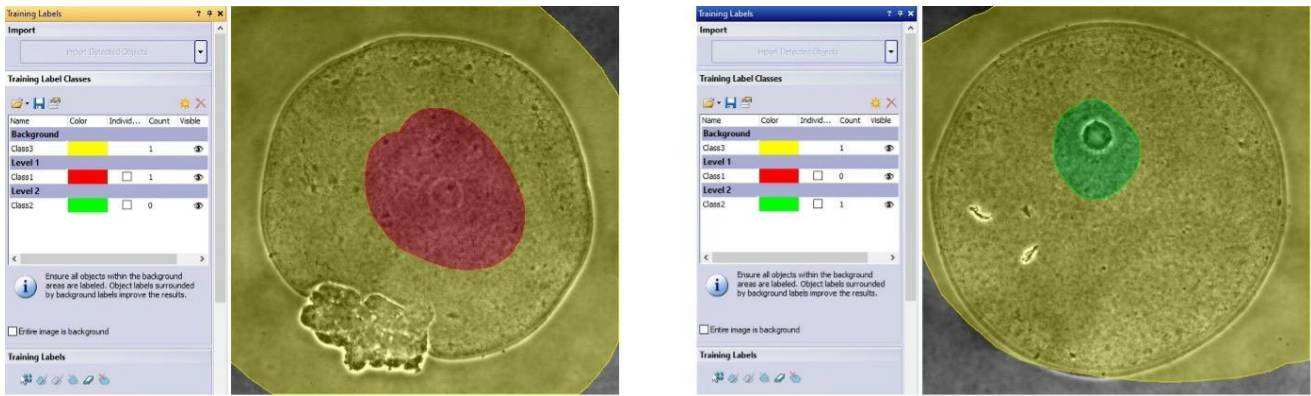 Training Labels ?
Import
Import Detected Objects
Training Label Classes
Name Color Individ... Count Visible
Background
Class3 1
Level 1
Class1 1
Level 2
Class2 0
Ensure all objects within the background
areas are labeled. Object labels surrounded
by background labels improve the results.
Entire image is background
Training Labels
Training Labels ?
Import
Import Detected Objects
Training Label Classes
Name Color Individ... Count Visible
Background
Class3 1
Level 1
Class1 0
Level 2
Class2 1
Ensure all objects within the background
areas are labeled. Object labels surrounded
by background labels improve the results.
Entire image is background
Training Labels